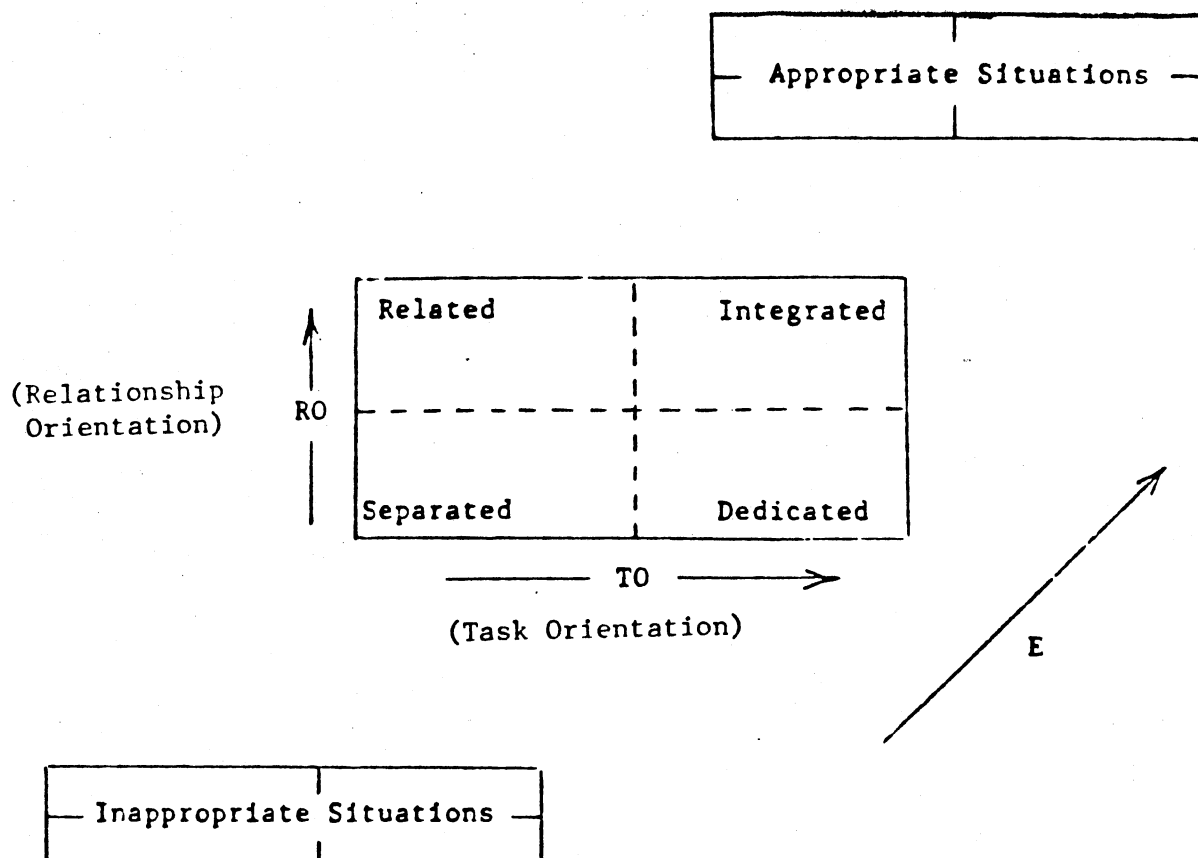 Appropriate Situations
Related
Integrated
(Relationship
Orientation)
RO
Separated
Dedicated
TO
(Task Orientation)
E
Inappropriate Situations